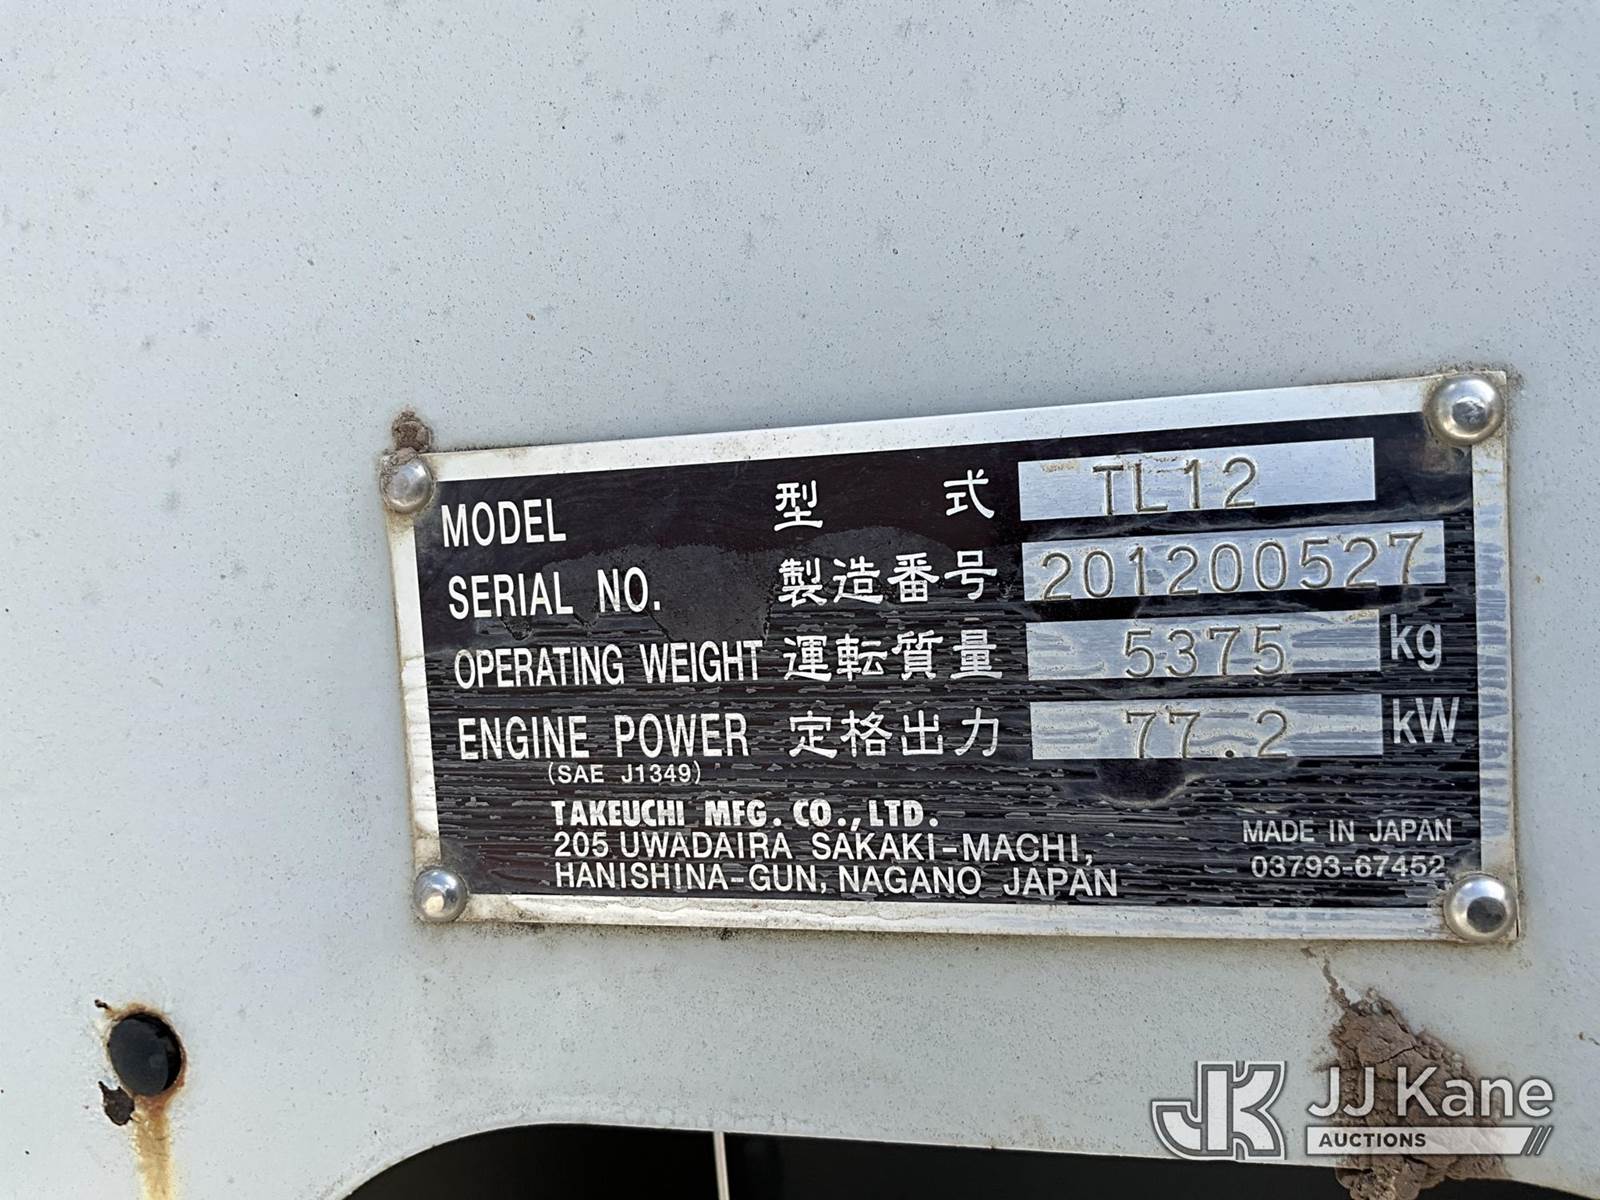 MODEL 型 式 TL12
SERIAL NO. 製造番号 201200527
OPERATING WEIGHT 運転質量 5375 kg
ENGINE POWER 定格出力 77.2 kW
(SAE J1349)
TAKEUCHI MFG. CO., LTD.
205 UWADAIRA SAKAKI-MACHI,
HANISHINA-GUN, NAGANO JAPAN
MADE IN JAPAN
03793-67452
JK JJ Kane
AUCTIONS